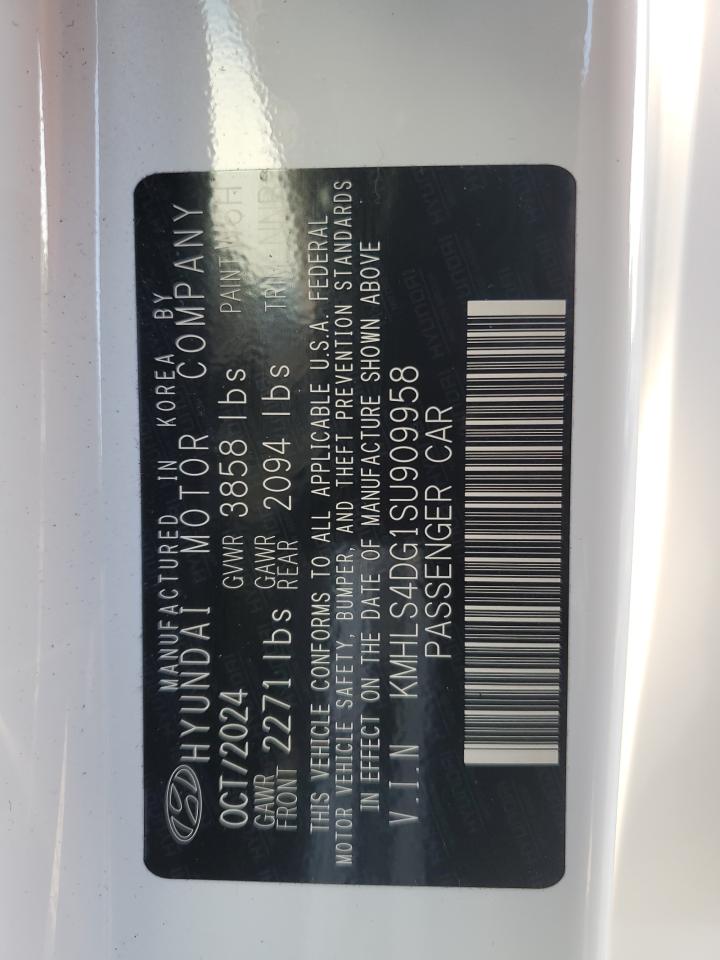 MANUFACTURED IN KOREA BY
HYUNDAI MOTOR COMPANY
OCT/2024 GVWR 3858 lbs PAINT
GAWR FRONT 2271 lbs GAWR REAR 2094 lbs TRIM
THIS VEHICLE CONFORMS TO ALL APPLICABLE U.S.A. FEDERAL
MOTOR VEHICLE SAFETY, BUMPER, AND THEFT PREVENTION STANDARDS
IN EFFECT ON THE DATE OF MANUFACTURE SHOWN ABOVE
V.I.N KMHLS4DG1SU909958
PASSENGER CAR